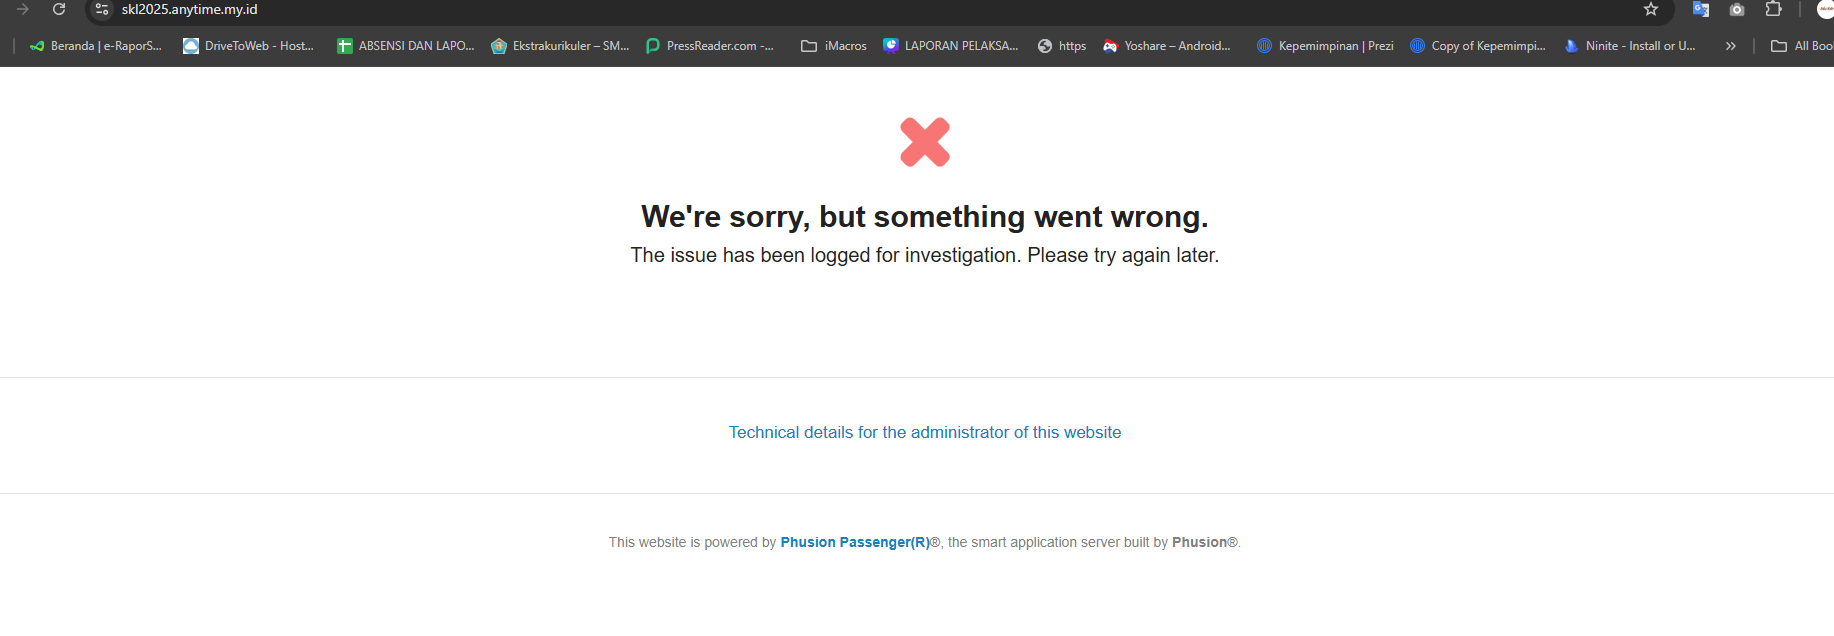 skl2025.anytime.my.id
Beranda | e-RaporS... DriveToWeb - Host... ABSENSI DAN LAPO... Ekstrakurikuler – SM... PressReader.com -... iMacros LAPORAN PELAKSA... https Yoshare – Android... Kepemimpinan | Prezi Copy of Kepemimpi... Ninite - Install or U... » All Boo
We're sorry, but something went wrong.
The issue has been logged for investigation. Please try again later.
Technical details for the administrator of this website
This website is powered by Phusion Passenger(R)®, the smart application server built by Phusion®.